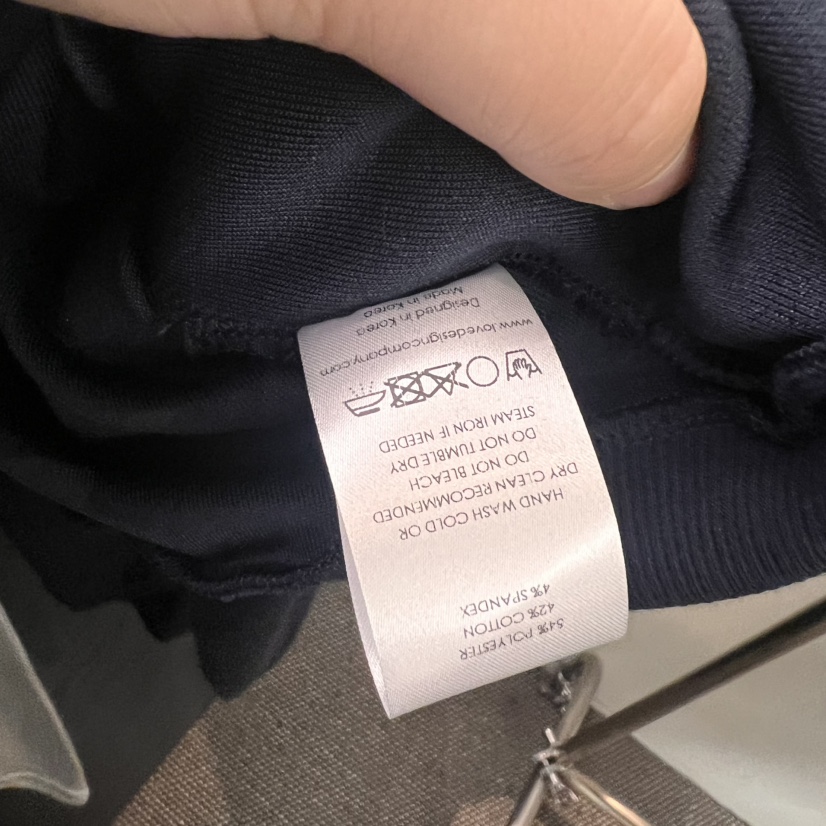 54% POLYESTER
42% COTTON
4% SPANDEX
HAND WASH COLD OR
DRY CLEAN RECOMMENDED
DO NOT BLEACH
DO NOT TUMBLE DRY
STEAM IRON IF NEEDED
www.lovedesigncompany.com
Designed in Korea
Made in Korea